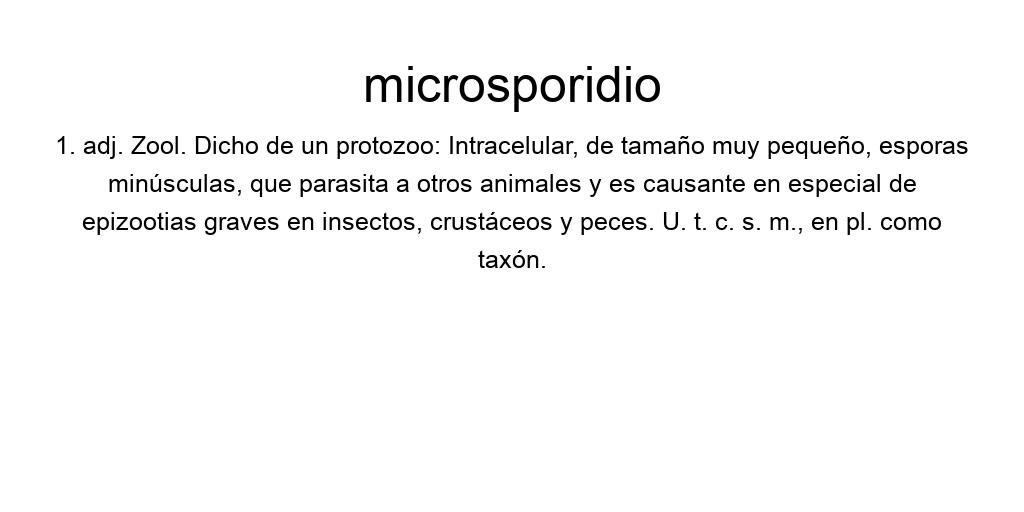 microsporidio
1. adj. Zool. Dicho de un protozoo: Intracelular, de tamaño muy pequeño, esporas
minúsculas, que parasita a otros animales y es causante en especial de
epizootias graves en insectos, crustáceos y peces. U. t. c. s. m., en pl. como
taxón.